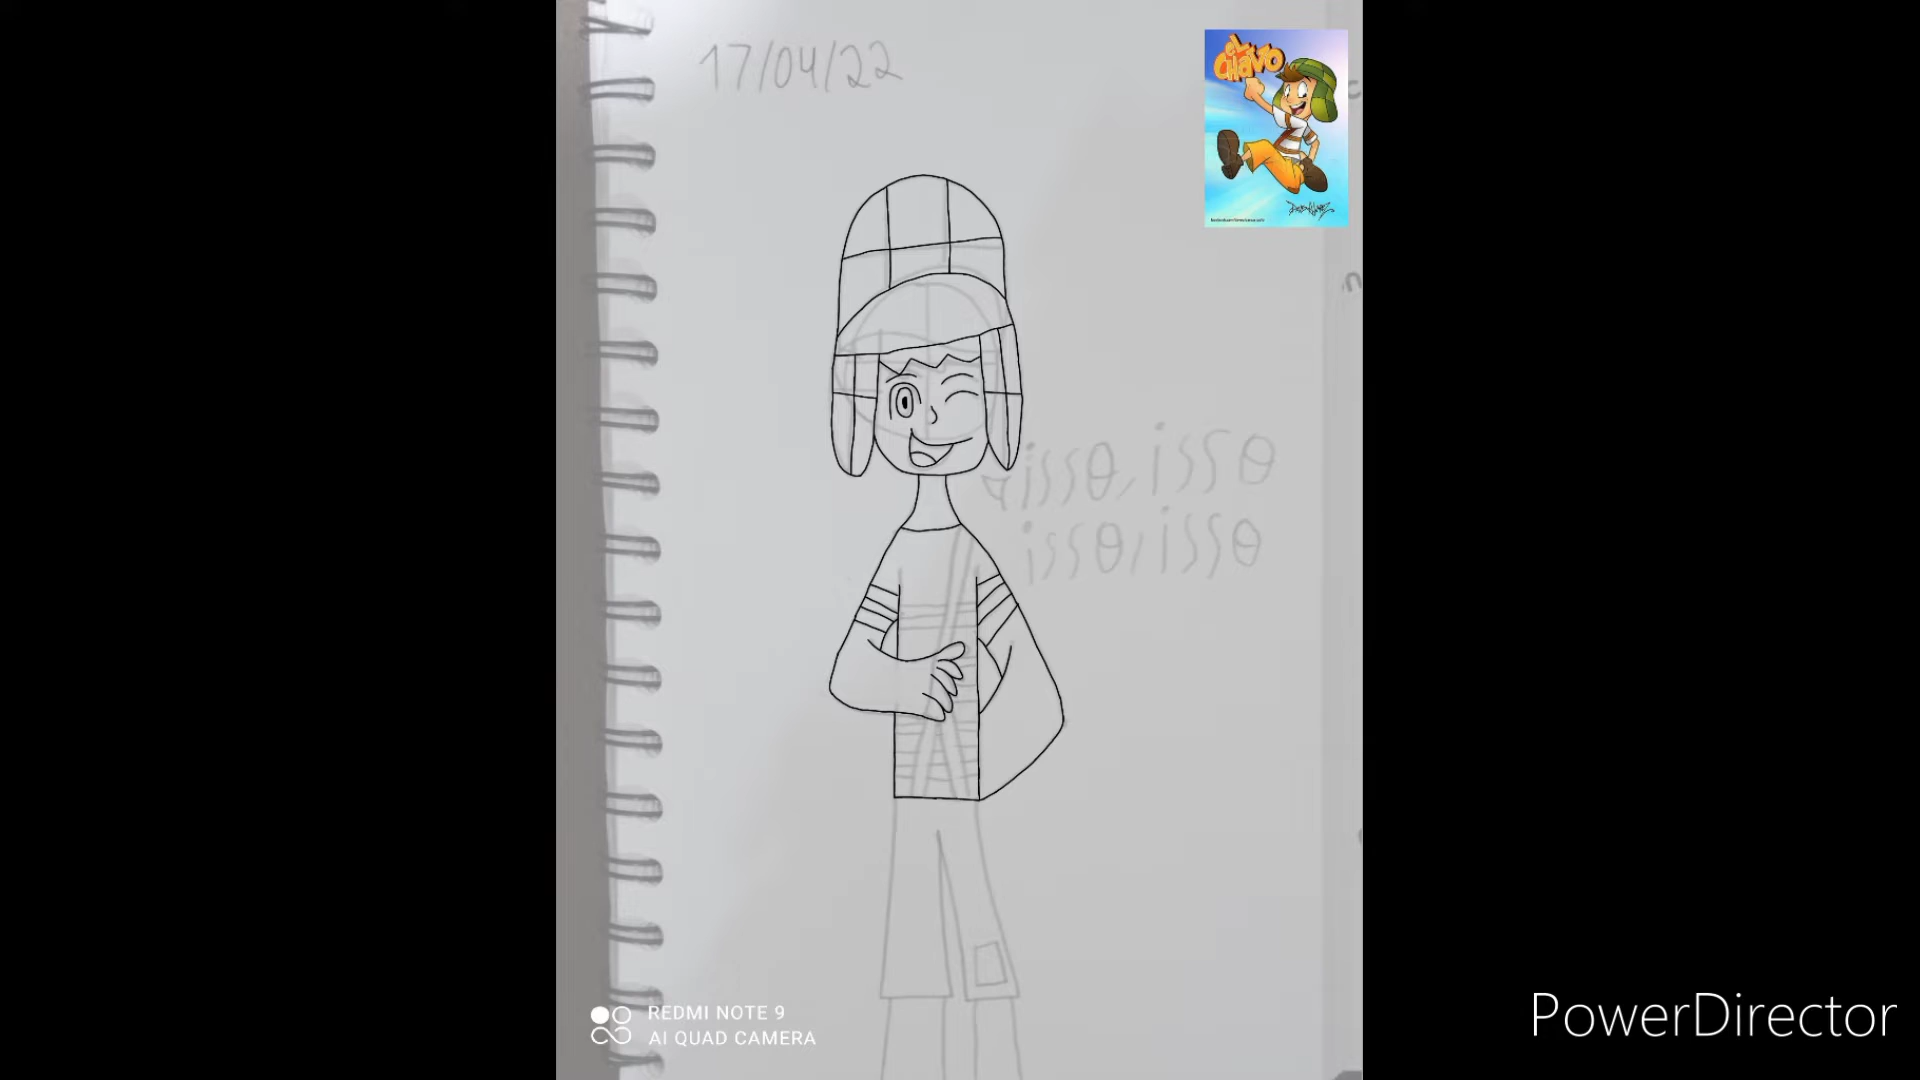 17/04/22
EL
CHAVO
isso, isso
isso, isso
REDMI NOTE 9
AI QUAD CAMERA
PowerDirector